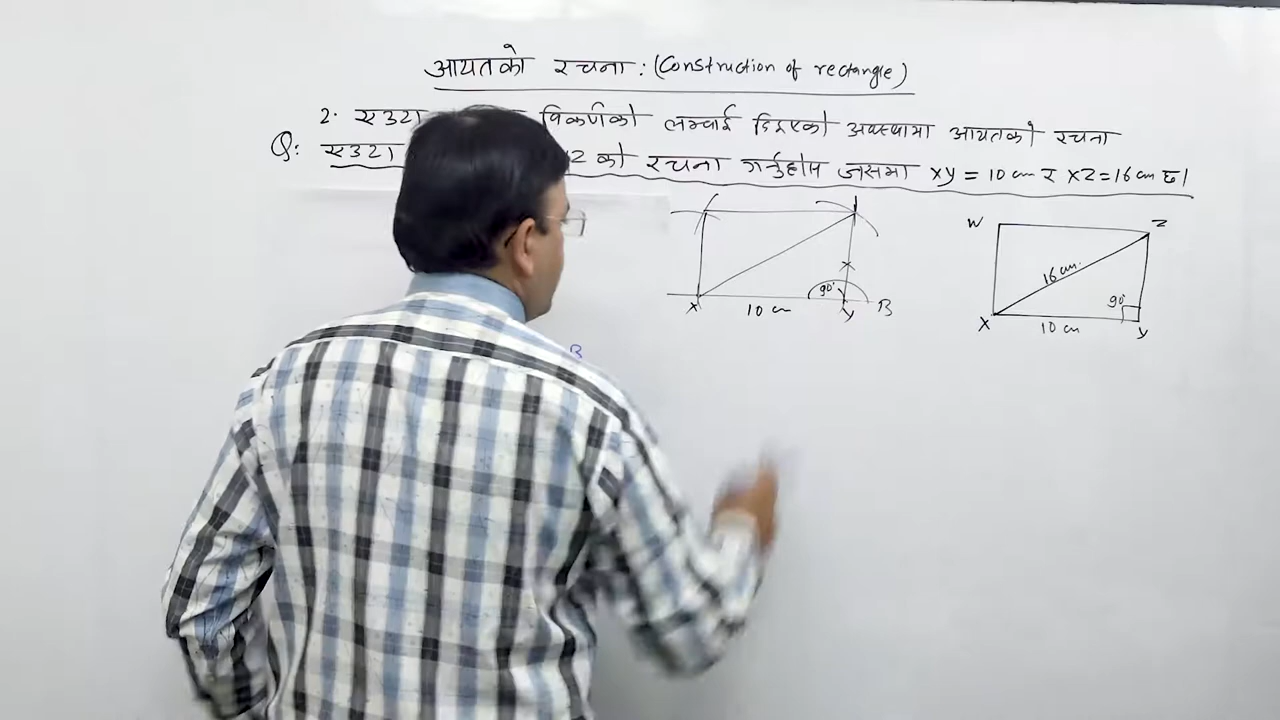 आयतको रचना : (Construction of rectangle)
2. एउटा विकर्णको लम्बाई दिइएको अवस्थामा आयतको रचना
Q: एउटा को रचना गर्नुहोस् जसमा XY = 10 cm र XZ = 16 cm छ।
X 10 cm 90° Y B
B
W Z
16 cm.
90°
X 10 cm Y